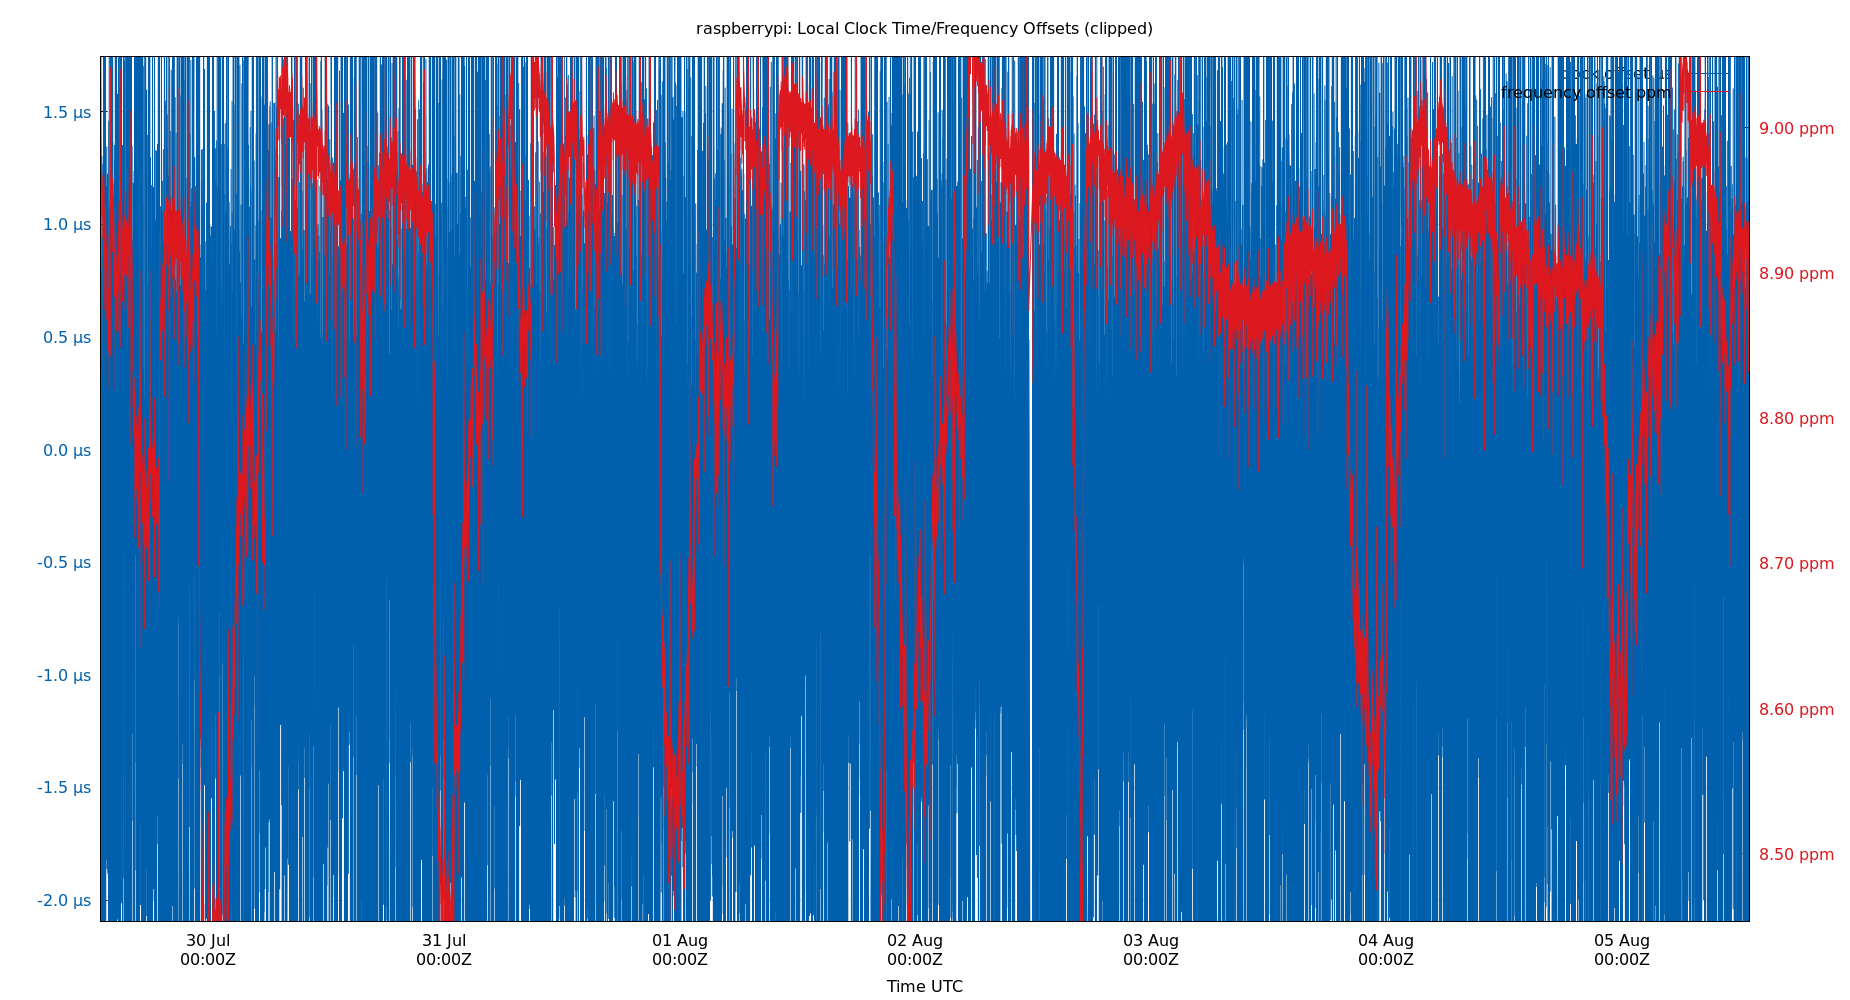 raspberrypi: Local Clock Time/Frequency Offsets (clipped)
clock offset µs
frequency offset ppm
1.5 µs
1.0 µs
0.5 µs
0.0 µs
-0.5 µs
-1.0 µs
-1.5 µs
-2.0 µs
9.00 ppm
8.90 ppm
8.80 ppm
8.70 ppm
8.60 ppm
8.50 ppm
30 Jul 31 Jul 01 Aug 02 Aug 03 Aug 04 Aug 05 Aug
00:00Z 00:00Z 00:00Z 00:00Z 00:00Z 00:00Z 00:00Z
Time UTC